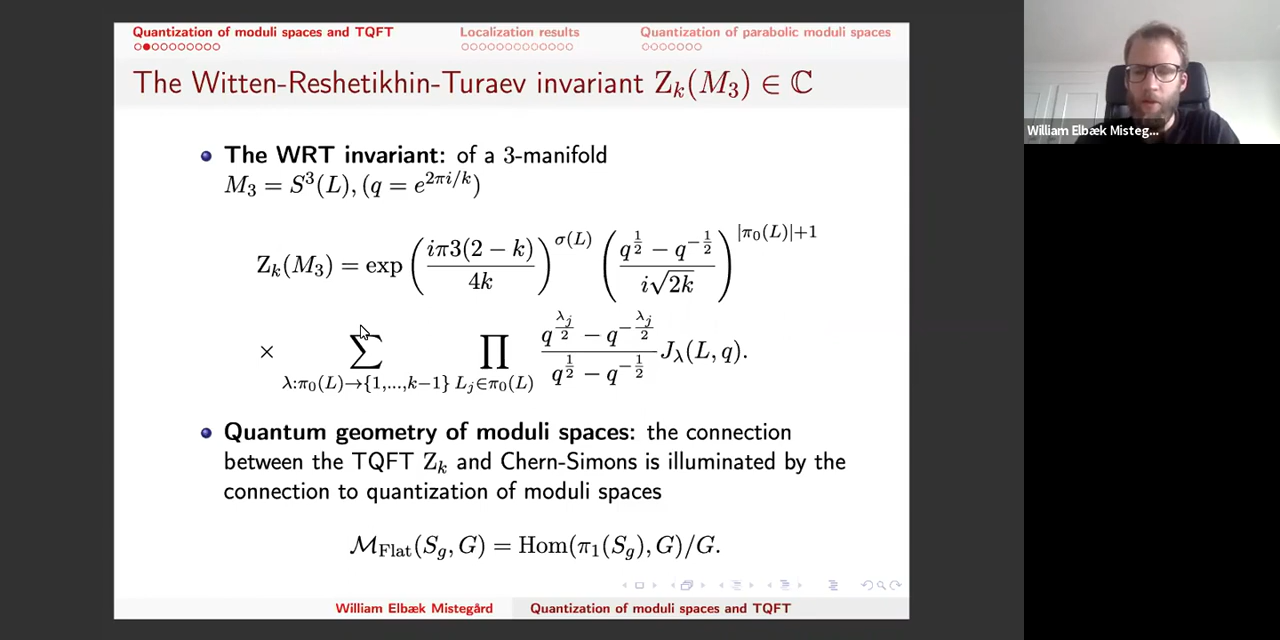 Quantization of moduli spaces and TQFT Localization results Quantization of parabolic moduli spaces
The Witten-Reshetikhin-Turaev invariant Z_k(M_3) ∈ ℂ
William Elbæk Misteg...
The WRT invariant: of a 3-manifold
M_3 = S^3(L), (q = e^{2πi/k})
Z_k(M_3) = exp (iπ3(2 − k) / 4k)^{σ(L)} ((q^{1/2} − q^{−1/2}) / i√2k)^{|π_0(L)|+1}
× ∑_{λ:π_0(L)→{1,...,k−1}} ∏_{L_j∈π_0(L)} (q^{λ_j/2} − q^{−λ_j/2}) / (q^{1/2} − q^{−1/2}) J_λ(L, q).
Quantum geometry of moduli spaces: the connection
between the TQFT Z_k and Chern-Simons is illuminated by the
connection to quantization of moduli spaces
ℳ_Flat(S_g, G) = Hom(π_1(S_g), G)/G.
William Elbæk Mistegård Quantization of moduli spaces and TQFT